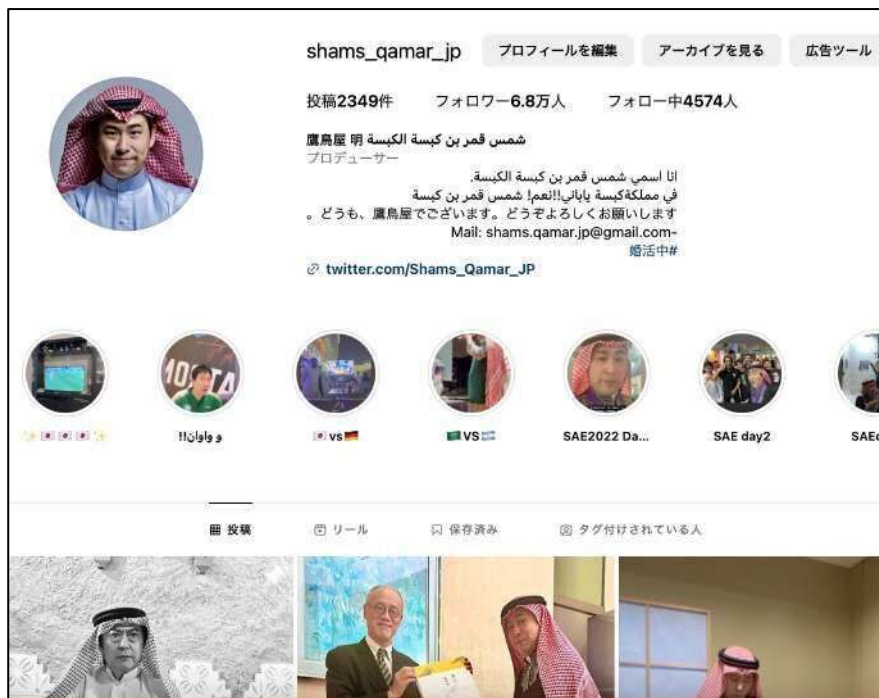 shams_qamar_jp プロフィールを編集 アーカイブを見る 広告ツール
投稿2349件 フォロワー6.8万人 フォロー中4574人
鷹鳥屋 明 شمس قمر بن كبسة الكبسة
プロデューサー
انا اسمي شمس قمر بن كبسة الكبسة.
في مملكةكبسة ياباني!!نعم! شمس قمر بن كبسة
。どうも、鷹鳥屋でございます。どうぞよろしくお願いします
Mail: shams.qamar.jp@gmail.com-
婚活中#
twitter.com/Shams_Qamar_JP
MOSTA
✨🇯🇵🇯🇵🇯🇵✨ و واوان!! 🇯🇵vs🇩🇪 🇸🇦VS🇦🇷 SAE2022 Da... SAE day2 SAEd
投稿 リール 保存済み タグ付けされている人